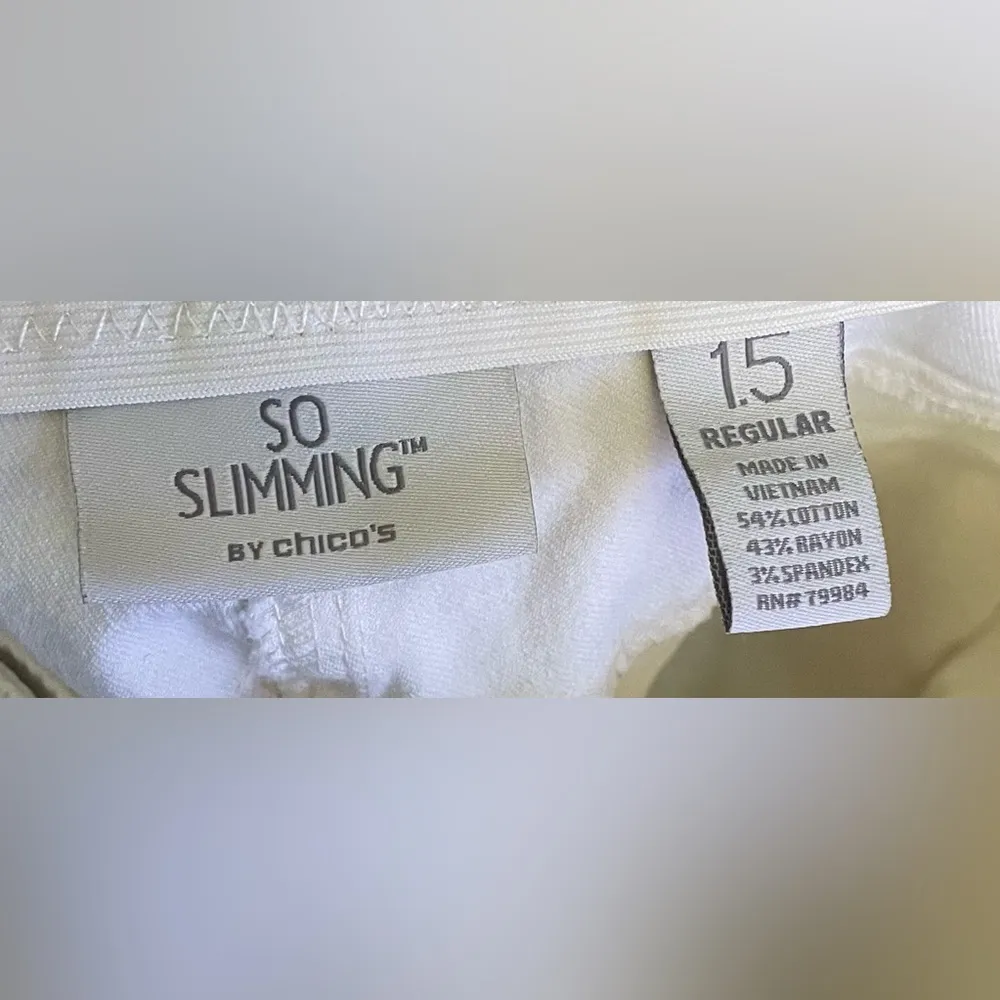 SO
SLIMMING™
BY chico's
1.5
REGULAR
MADE IN
VIETNAM
54% COTTON
43% RAYON
3% SPANDEX
RN# 79984